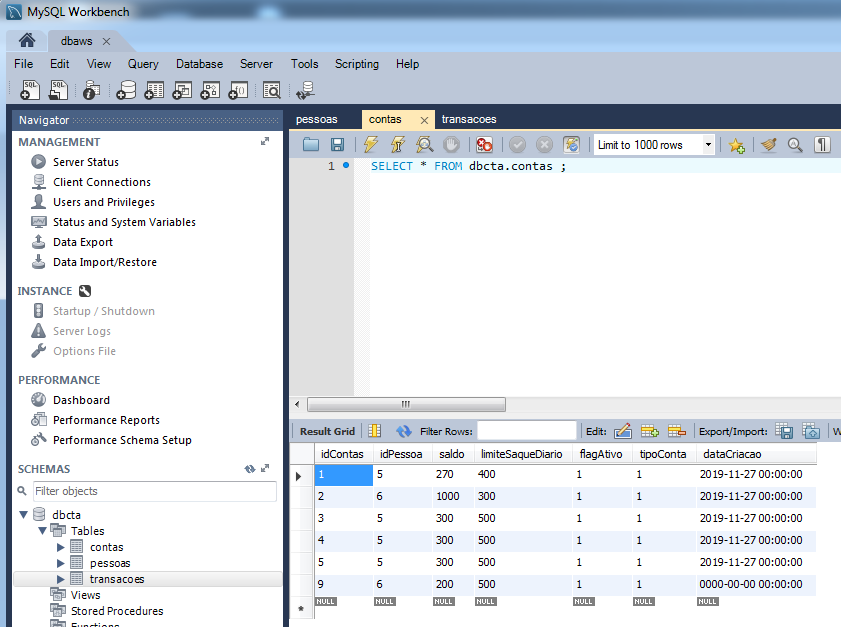 MySQL Workbench
dbaws
File Edit View Query Database Server Tools Scripting Help
SQL SQL
Navigator
MANAGEMENT
Server Status
Client Connections
Users and Privileges
Status and System Variables
Data Export
Data Import/Restore
INSTANCE
Startup / Shutdown
Server Logs
Options File
PERFORMANCE
Dashboard
Performance Reports
Performance Schema Setup
SCHEMAS
Filter objects
dbcta
Tables
contas
pessoas
transacoes
Views
Stored Procedures
Functions
pessoas contas transacoes
Limit to 1000 rows
1 SELECT * FROM dbcta.contas ;
Result Grid Filter Rows: Edit: Export/Import: W
idContas idPessoa saldo limiteSaqueDiario flagAtivo tipoConta dataCriacao
1 5 270 400 1 1 2019-11-27 00:00:00
2 6 1000 300 1 1 2019-11-27 00:00:00
3 5 300 500 1 1 2019-11-27 00:00:00
4 5 300 500 1 1 2019-11-27 00:00:00
5 5 300 500 1 1 2019-11-27 00:00:00
9 6 200 500 1 1 0000-00-00 00:00:00
NULL NULL NULL NULL NULL NULL NULL